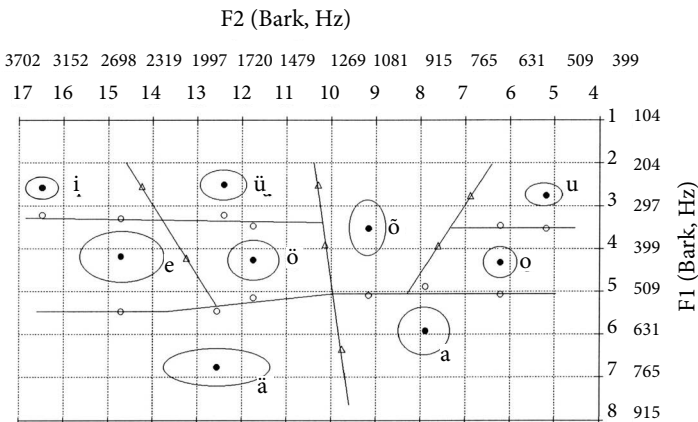 F2 (Bark, Hz)
3702 3152 2698 2319 1997 1720 1479 1269 1081 915 765 631 509 399
17 16 15 14 13 12 11 10 9 8 7 6 5 4
1 104
2 204
i ü u
3 297
õ
4 399
e ö o
5 509
6 631
a
7 765
ä
8 915
F1 (Bark, Hz)